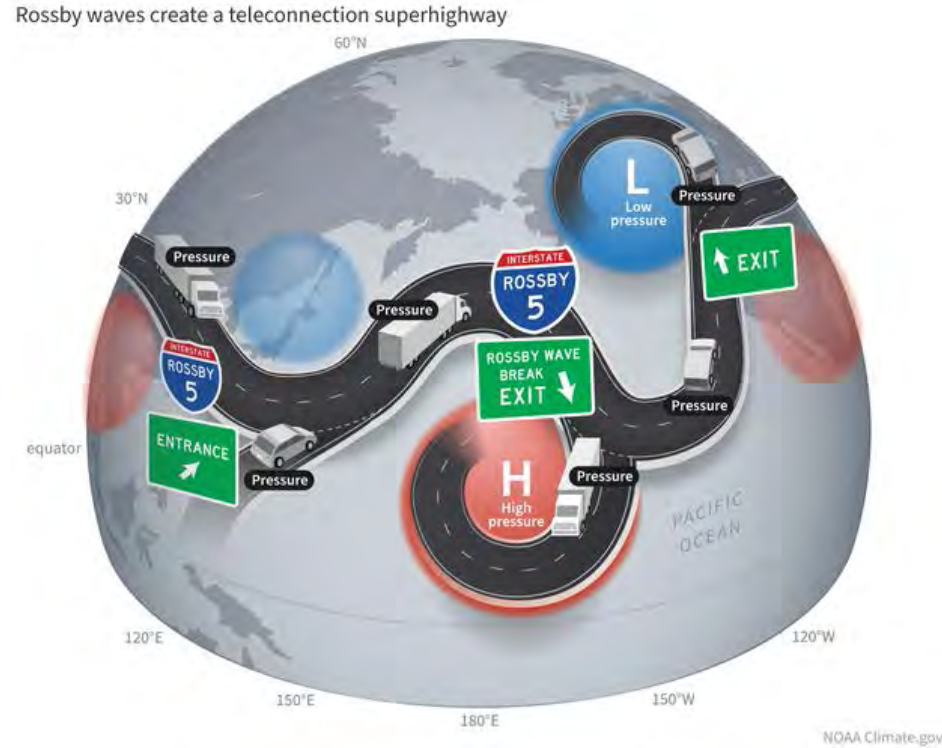 Rossby waves create a teleconnection superhighway
60°N
30°N
L
Low
pressure
Pressure
EXIT
Pressure
INTERSTATE
ROSSBY
5
Pressure
INTERSTATE
ROSSBY
5
ROSSBY WAVE
BREAK
EXIT
Pressure
equator
ENTRANCE
Pressure
H
High
pressure
Pressure
PACIFIC
OCEAN
120°E
120°W
150°E
150°W
180°E
NOAA Climate.gov